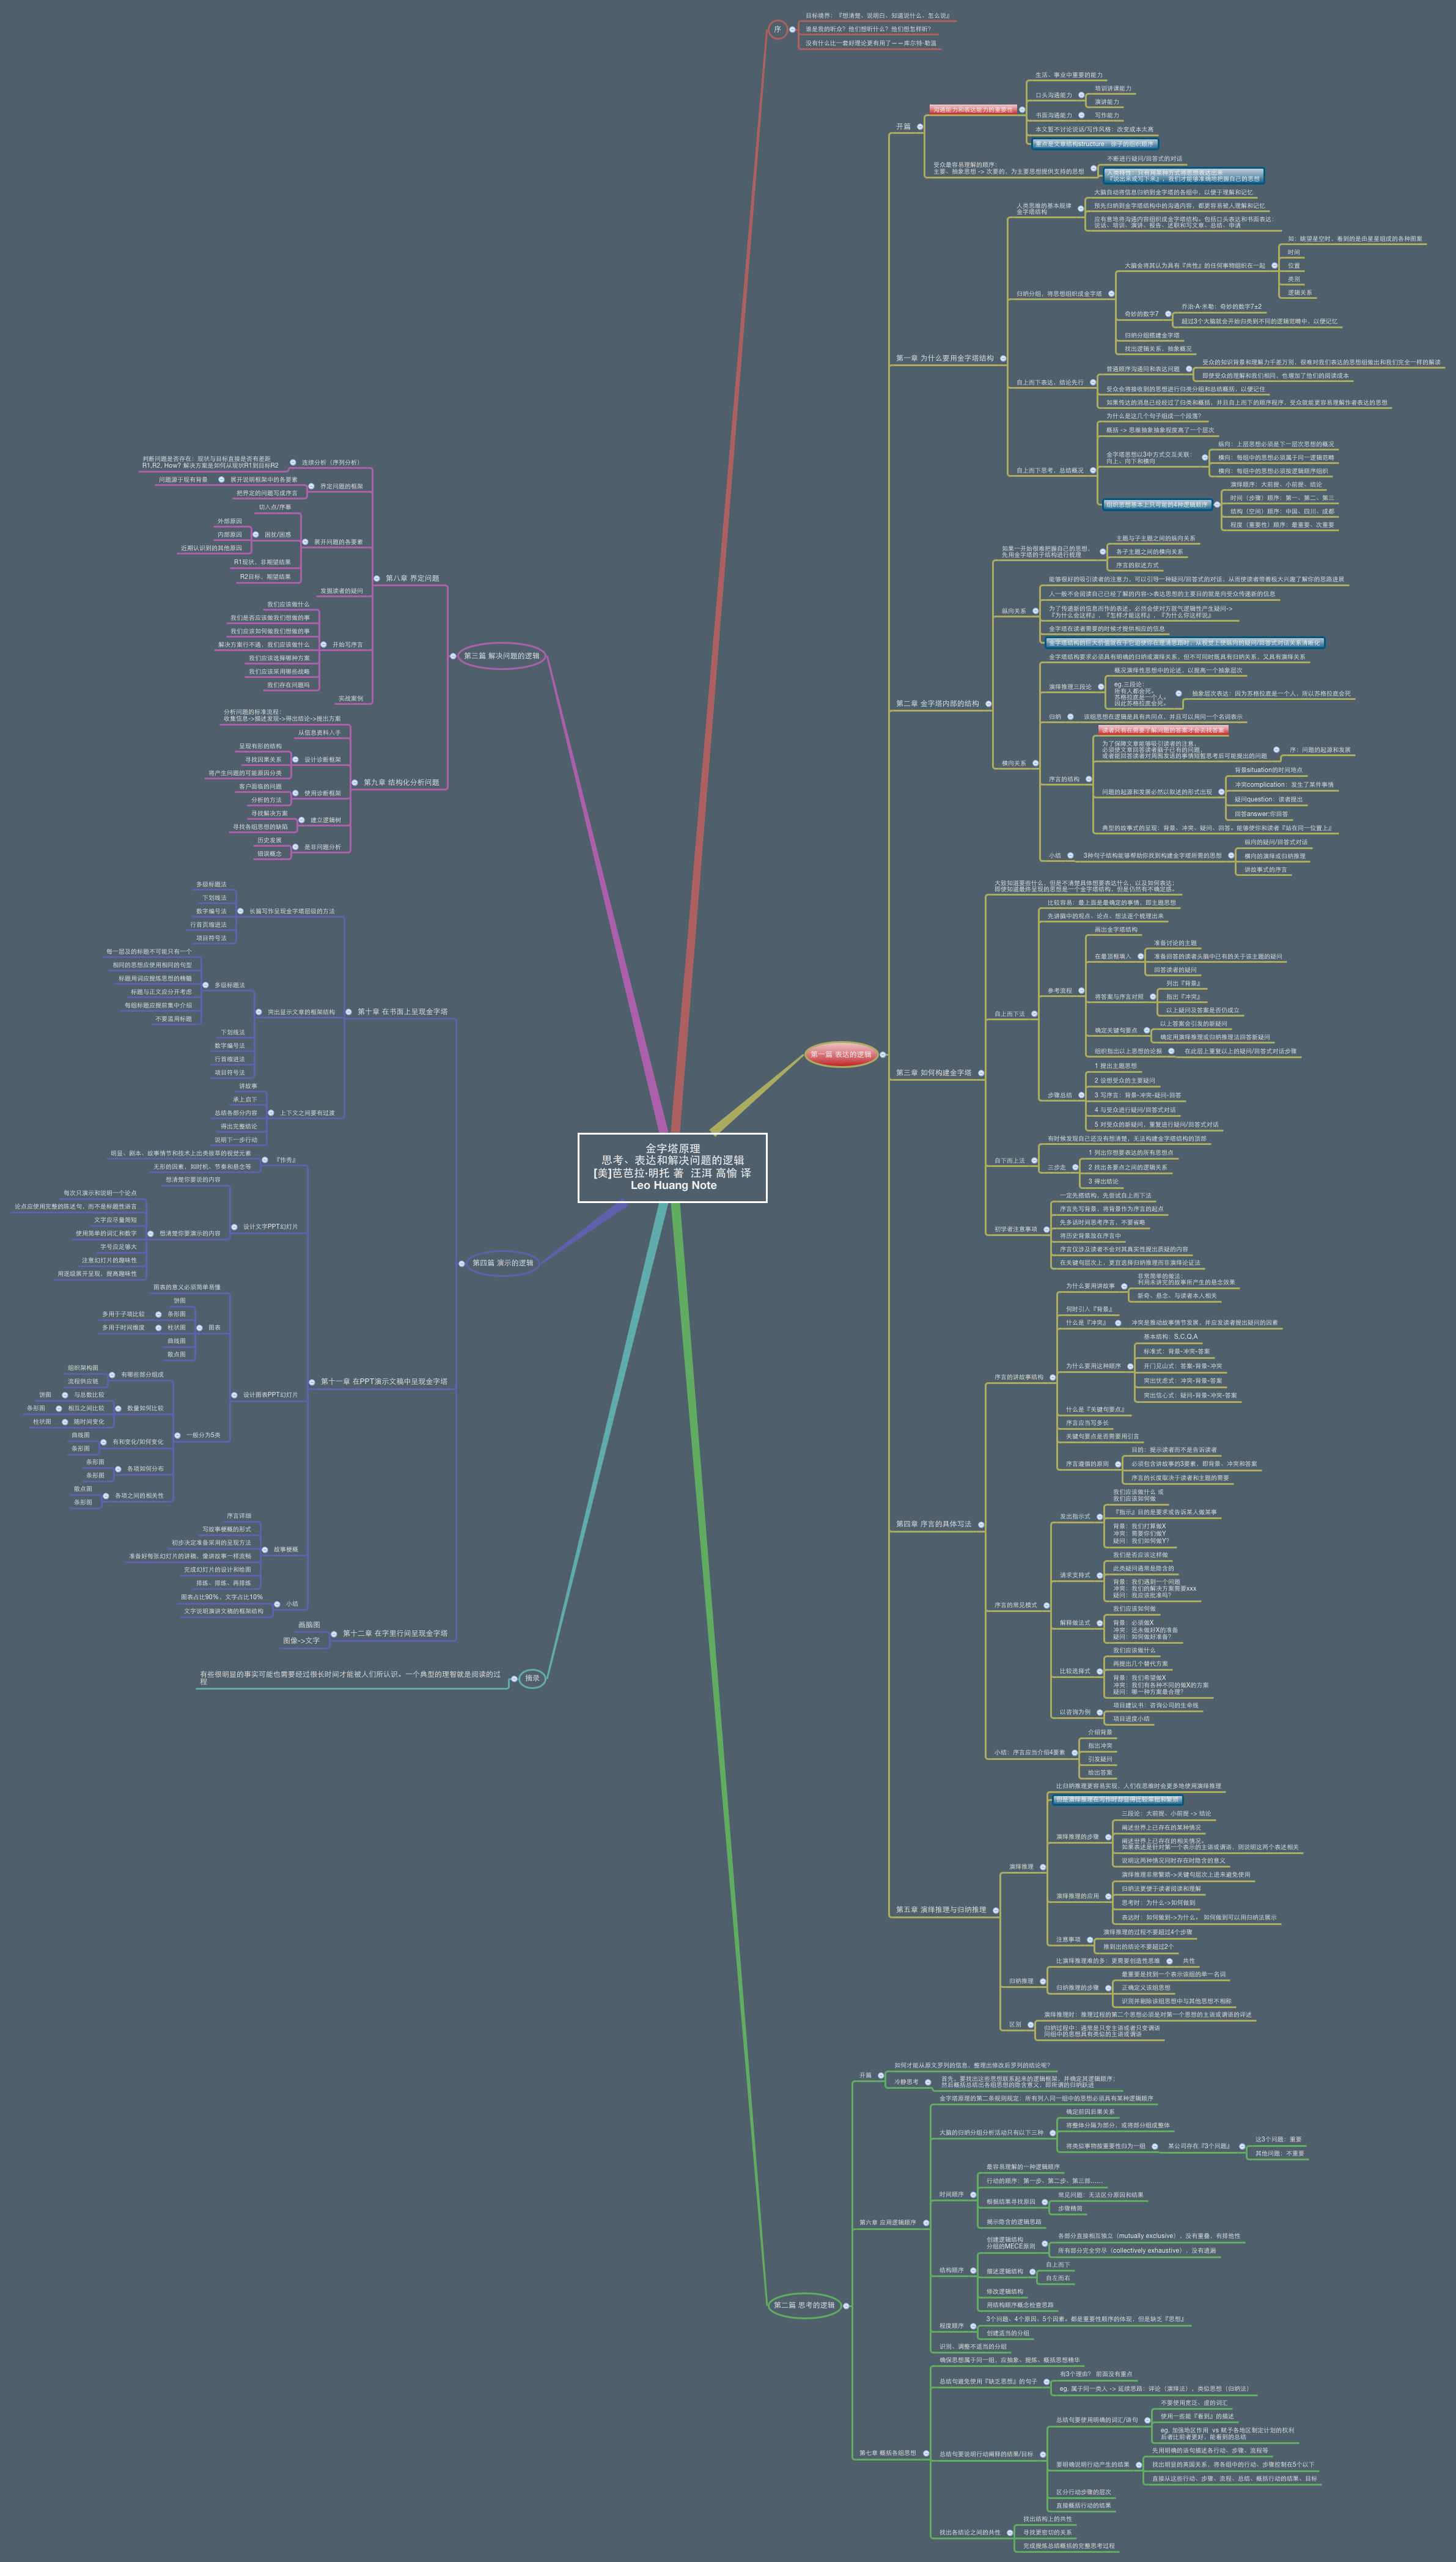 金字塔原理
思考、表达和解决问题的逻辑
[美]芭芭拉·明托 著 汪洱 高愉 译
Leo Huang Note
序
目标境界：『想清楚、说明白、知道说什么、怎么说』
谁是我的听众？他们想听什么？他们想怎样听？
没有什么比一套好理论更有用了——库尔特·勒温
第一篇 表达的逻辑
开篇
沟通能力和表达能力的重要性
生活、事业中重要的能力
口头沟通能力
培训讲课能力
演讲能力
书面沟通能力
写作能力
本文暂不讨论说话/写作风格：改变成本太高
重点是文章结构structure：句子的组织顺序
受众最容易理解的顺序：
主要、抽象思想 -> 次要的、为主要思想提供支持的思想
不断进行疑问/回答式的对话
『说出来或写下来』，我们才能够准确地把握自己的思想
第一章 为什么要用金字塔结构
人类思维的基本规律
金字塔结构
大脑自动将信息归纳到金字塔的各组中，以便于理解和记忆
预先归纳到金字塔结构中的沟通内容，都更容易被人理解和记忆
应有意地将沟通内容组织成金字塔结构。包括口头表达和书面表达：
说话、培训、演讲、报告、述职和写文章、总结、申请
归纳分组，将思想组织成金字塔
大脑会将其认为具有『共性』的任何事物组织在一起
如：眺望星空时，看到的是由星星组成的各种图案
时间
位置
类别
逻辑关系
奇妙的数字7
乔治·A·米勒：奇妙的数字7±2
超过3个大脑就会开始归类到不同的逻辑范畴中，以便记忆
归纳分组搭建金字塔
找出逻辑关系，抽象概况
自上而下表达，结论先行
普通顺序沟通问和表达问题
受众的知识背景和理解力千差万别，很难对我们表达的思想组做出和我们完全一样的解读
即使受众的理解和我们相同，也增加了他们的阅读成本
受众会将接收到的思想进行归类分组和总结概括，以便记住
如果传达的消息已经经过了归类和概括，并且自上而下的顺序程序，受众就能更容易理解作者表达的思想
自上而下思考，总结概况
为什么是这几个句子组成一个段落？
概括 -> 思维抽象抽象程度高了一个层次
金字塔思想以3中方式交互关联：
向上、向下和横向
纵向：上层思想必须是下一层次思想的概况
横向：每组中的思想必须属于同一逻辑范畴
横向：每组中的思想必须按逻辑顺序组织
组织思想基本上只可能的4种逻辑顺序
演绎顺序：大前提、小前提、结论
时间（步骤）顺序：第一、第二、第三
结构（空间）顺序：中国、四川、成都
程度（重要性）顺序：最重要、次重要
第二章 金字塔内部的结构
如果一开始很难把握自己的思想，
先用金字塔的子结构进行梳理
主题与子主题之间的纵向关系
各子主题之间的横向关系
序言的叙述方式
纵向关系
能够很好的吸引读者的注意力，可以引导一种疑问/回答式的对话，从而使读者带着极大兴趣了解你的思路进展
人一般不会阅读自己已经了解的内容->表达思想的主要目的就是向受众传递新的信息
为了传递新的信息而作的表述，必然会使对方就气逻辑性产生疑问->
『为什么会这样』，『怎样才能这样』，『为什么你这样说』
金字塔在读者需要的时候才提供相应的信息
横向关系
金字塔结构要求必须具有明确的归纳或演绎关系，但不可同时既具有归纳关系，又具有演绎关系
演绎推理三段论
概况演绎性思想中的论述，以提高一个抽象层次
eg.三段论：
所有人都会死。
苏格拉底是一个人。
因此苏格拉底会死。
抽象层次表达：因为苏格拉底是一个人，所以苏格拉底会死
归纳
该组思想在逻辑是具有共同点，并且可以用同一个名词表示
序言的结构
读者只有在需要了解问题的答案才会去找答案
为了保障文章能够吸引读者的注意，
必须使文章回答读者脑子已有的问题，
或者能回答读者对周围发送的事情短暂思考后可能提出的问题
序：问题的起源和发展
问题的起源和发展必然以叙述的形式出现
背景situation的时间地点
冲突complication：发生了某件事情
疑问question：读者提出
回答answer:你回答
典型的故事式的呈现：背景、冲突、疑问、回答。能够使你和读者『站在同一位置上』
小结
3种句子结构能够帮助你找到构建金字塔所需的思想
纵向的疑问/回答式对话
横向的演绎或归纳推理
讲故事式的序言
第三章 如何构建金字塔
大致知道要些什么，但是不清楚具体想要表达什么，以及如何表达；
即使知道最终呈现的思想是一个金字塔结构，但是仍然有不确定感。
自上而下法
比较容易：最上面是最确定的事情，即主题思想
先讲脑中的观点、论点、想法逐个梳理出来
参考流程
画出金字塔结构
在最顶框填入
准备讨论的主题
准备回答的读者头脑中已有的关于该主题的疑问
回答读者的疑问
将答案与序言对照
列出『背景』
指出『冲突』
以上疑问及答案是否仍成立
确定关键句要点
以上答案会引发的新疑问
确定用演绎推理或归纳推理法回答新疑问
组织指出以上思想的论据
在此层上重复以上的疑问/回答式对话步骤
步骤总结
1 提出主题思想
2 设想受众的主要疑问
3 写序言：背景-冲突-疑问-回答
4 与受众进行疑问/回答式对话
5 对受众的新疑问，重复进行疑问/回答式对话
自下而上法
有时候发现自己还没有想清楚，无法构建金字塔结构的顶部
三步走
1 列出你想要表达的所有思想点
2 找出各要点之间的逻辑关系
3 得出结论
初学者注意事项
一定先搭结构，先尝试自上而下法
序言先写背景，将背景作为序言的起点
先多话时间思考序言，不要省略
将历史背景放在序言中
序言仅涉及读者不会对其真实性提出质疑的内容
在关键句层次上，更宜选择归纳推理而非演绎论证法
第四章 序言的具体写法
序言的讲故事结构
为什么要用讲故事
非常简单的做法：
利用未讲完的故事所产生的悬念效果
新奇、悬念、与读者本人相关
何时引入『背景』
什么是『冲突』
冲突是推动故事情节发展，并应发读者提出疑问的因素
为什么要用这种顺序
基本结构：S,C,Q,A
标准式：背景-冲突-答案
开门见山式：答案-背景-冲突
突出忧虑式：冲突-背景-答案
突出信心式：疑问-背景-冲突-答案
什么是『关键句要点』
序言应当写多长
关键句要点是否需要用引言
序言遵循的原则
目的：提示读者而不是告诉读者
必须包含讲故事的3要素，即背景、冲突和答案
序言的长度取决于读者和主题的需要
序言的常见模式
发出指示式
我们应该做什么 或
我们应该如何做
『指示』目的是要求或告诉某人做某事
背景：我们打算做X
冲突：需要你们做Y
疑问：我们如何做Y?
请求支持式
我们是否应该这样做
此类疑问通常是隐含的
背景：我们遇到一个问题
冲突：我们的解决方案需要xxx
疑问：我应该批准吗？
解释做法式
我们应该如何做
背景：必须做X
冲突：还未做好X的准备
疑问：如何做好准备？
比较选择式
我们应该做什么
再提出几个替代方案
背景：我们希望做X
冲突：我们有各种不同的做X的方案
疑问：哪一种方案最合理？
以咨询为例
项目建议书：咨询公司的生命线
项目进度小结
小结：序言应当介绍4要素
介绍背景
指出冲突
引发疑问
给出答案
第五章 演绎推理与归纳推理
演绎推理
比归纳推理更容易实现，人们在思维时会更多地使用演绎推理
但是演绎推理在写作时却显得比较笨拙和繁琐
演绎推理的步骤
三段论：大前提、小前提 -> 结论
阐述世界上已存在的某种情况
阐述世界上已存在的相关情况。
如果表述是针对第一个表示的主语或谓语，则说明这两个表述相关
说明这两种情况同时存在时隐含的意义
演绎推理的应用
演绎推理非常繁琐->关键句层次上进来避免使用
归纳法更便于读者阅读和理解
思考时：为什么->如何做到
表达时：如何做到->为什么。 如何做到可以用归纳法展示
注意事项
演绎推理的过程不要超过4个步骤
推到出的结论不要超过2个
归纳推理
比演绎推理难的多：更需要创造性思维
共性
归纳推理的步骤
最重要是找到一个表示该组的单一名词
正确定义该组思想
识别并剔除该组思想中与其他思想不相称
区别
演绎推理时：推理过程的第二个思想必须是对第一个思想的主语或谓语的评述
归纳过程中：通常是只变主语或者只变谓语
同组中的思想具有类似的主语或谓语
第二篇 思考的逻辑
开篇
如何才能从原文罗列的信息，整理出修改后罗列的结论呢？
冷静思考
首先，要找出这些思想联系起来的逻辑框架，并确定其逻辑顺序；
然后概括总结出各组思想的隐含意义，即所谓的归纳跃进
第六章 应用逻辑顺序
金字塔原理的第二条规则规定：所有列入同一组中的思想必须具有某种逻辑顺序
大脑的归纳分组分析活动只有以下三种
确定前因后果关系
将整体分隔为部分，或将部分组成整体
将类似事物按重要性归为一组
某公司存在『3个问题』
这3个问题：重要
其他问题：不重要
时间顺序
最容易理解的一种逻辑顺序
行动的顺序：第一步、第二步、第三部……
根据结果寻找原因
常见问题：无法区分原因和结果
步骤精简
揭示隐含的逻辑思路
结构顺序
创建逻辑结构
分组的MECE原则
各部分直接相互独立（mutually exclusive），没有重叠，有排他性
所有部分完全穷尽（collectively exhaustive），没有遗漏
描述逻辑结构
自上而下
自左而右
修改逻辑结构
用结构顺序概念检查思路
程度顺序
3个问题、4个原因、5个因素。都是重要性顺序的体现，但是缺乏『思想』
创建适当的分组
识别、调整不适当的分组
第七章 概括各组思想
确保思想属于同一组，应抽象、提炼、概括思想精华
总结句避免使用『缺乏思想』的句子
有3个理由？ 前面没有重点
eg. 属于同一类人 -> 延续思路：评论（演绎法），类似思想（归纳法）
总结句要说明行动阐释的结果/目标
总结句要使用明确的词汇/语句
不要使用宽泛、虚的词汇
使用一些能『看到』的描述
eg. 加强地区作用 vs 赋予各地区制定计划的权利
后者比前者更好，能看到的总结
要明确说明行动产生的结果
先用明确的语句描述各行动、步骤、流程等
找出明显的英国关系，将各组中的行动、步骤控制在5个以下
直接从这些行动、步骤、流程、总结、概括行动的结果、目标
区分行动步骤的层次
直接概括行动的结果
找出各结论之间的共性
找出结构上的共性
寻找更密切的关系
完成提炼总结概括的完整思考过程
第三篇 解决问题的逻辑
第八章 界定问题
连续分析（序列分析）
判断问题是否存在：现状与目标直接是否有差距
R1,R2, How? 解决方案是如何从现状R1到目标R2
界定问题的框架
展开说明框架中的各要素
问题源于现有背景
把界定的问题写成序言
展开问题的各要素
切入点/序幕
困扰/困惑
外部原因
内部原因
近期认识到的其他原因
R1现状、非期望结果
R2目标、期望结果
发掘读者的疑问
开始写序言
我们应该做什么
我们是否应该做我们想做的事
我们应该如何做我们想做的事
解决方案行不通，我们应该做什么
我们应该选择哪种方案
我们应该采用哪些战略
我们存在问题吗
实战案例
第九章 结构化分析问题
分析问题的标准流程：
收集信息->描述发现->得出结论->提出方案
从信息资料入手
设计诊断框架
呈现有形的结构
寻找因果关系
将产生问题的可能原因分类
使用诊断框架
客户面临的问题
分析的方法
建立逻辑树
寻找解决方案
寻找各组思想的缺陷
是非问题分析
历史发展
错误概念
第四篇 演示的逻辑
第十章 在书面上呈现金字塔
长篇写作呈现金字塔层级的方法
多级标题法
下划线法
数字编号法
行首页缩进法
项目符号法
突出显示文章的框架结构
多级标题法
每一层及的标题不可能只有一个
相同的思想应使用相同的句型
标题用词应提炼思想的精髓
标题与正文应分开考虑
每组标题应提前集中介绍
不要滥用标题
下划线法
数字编号法
行首缩进法
项目符号法
上下文之间要有过渡
讲故事
承上启下
总结各部分内容
得出完整结论
说明下一步行动
第十一章 在PPT演示文稿中呈现金字塔
『作秀』
明显、剧本、故事情节和技术上出类拔萃的视觉元素
无形的因素，如时机、节奏和悬念等
设计文字PPT幻灯片
想清楚你要说的内容
想清楚你要演示的内容
每次只演示和说明一个论点
论点应使用完整的陈述句，而不是标题性语言
文字应尽量简短
使用简单的词汇和数字
字号应足够大
注意幻灯片的趣味性
用逐级展开呈现，提高趣味性
设计图表PPT幻灯片
图表的意义必须简单易懂
图表
饼图
条形图
多用于子项比较
柱状图
多用于时间维度
曲线图
散点图
一般分为5类
有哪些部分组成
组织架构图
流程供应链
数量如何比较
与总数比较
饼图
相互之间比较
条形图
随时间变化
柱状图
有和变化/如何变化
曲线图
条形图
各项如何分布
条形图
条形图
各项之间的相关性
散点图
条形图
故事梗概
序言详细
写故事梗概的形式
初步决定准备采用的呈现方法
准备好每张幻灯片的讲稿，像讲故事一样流畅
完成幻灯片的设计和绘图
排练、排练、再排练
小结
图表占比90%，文字占比10%
文字说明演讲文稿的框架结构
第十二章 在字里行间呈现金字塔
画脑图
图像->文字
摘录
有些很明显的事实可能也需要经过很长时间才能被人们所认识。一个典型的理智就是阅读的过
程